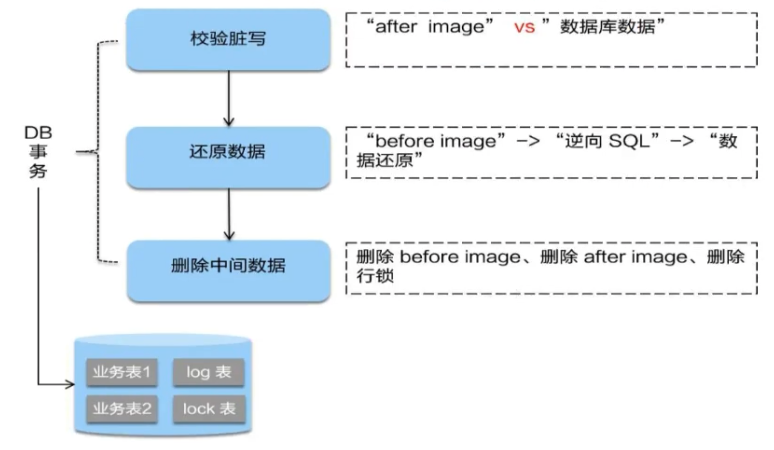 校验脏写
“after image” vs ”数据库数据”
DB
事
务
还原数据
“before image”–> “逆向 SQL”–> “数
据还原”
删除中间数据
删除 before image、删除 after image、删除
行锁
业务表1
log 表
业务表2
lock 表